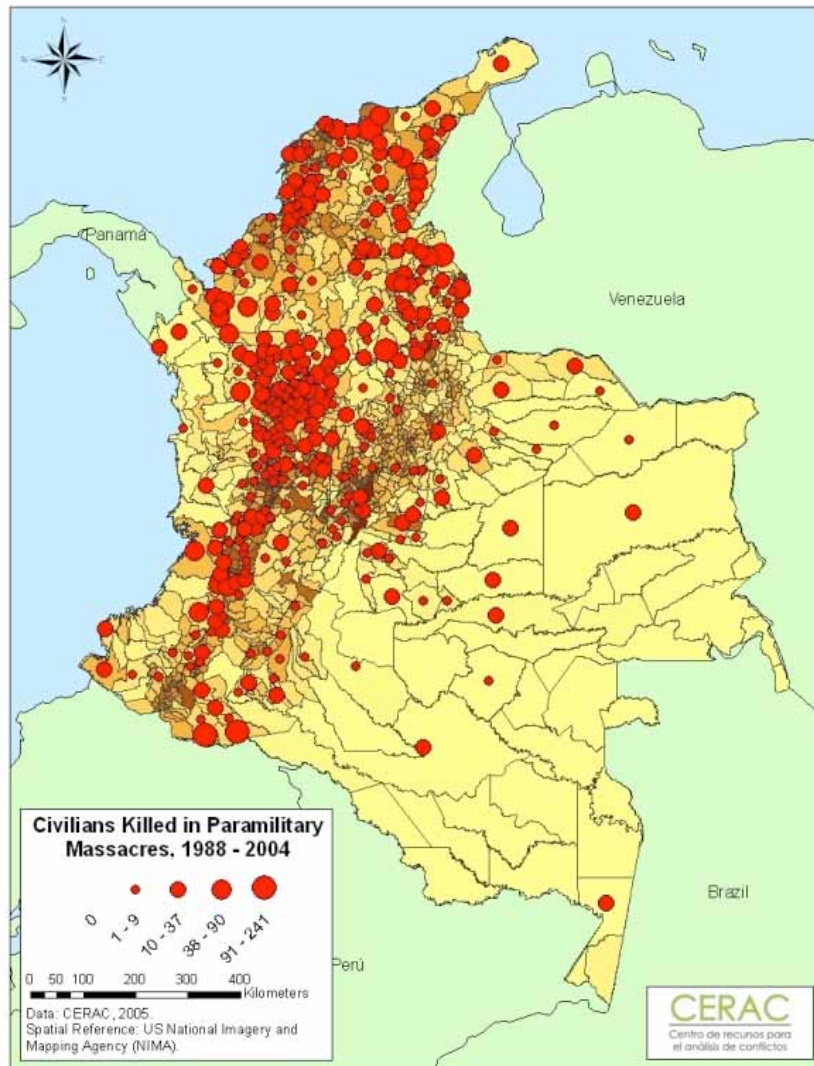 N
E
S
Panamá
0
Venezuela
Civilians Killed in Paramilitary
Massacres, 1988 - 2004
0
1 - 9
10 - 37
38 - 90
91 - 241
0 50 100 200 300 400
Kilometers
Data: CERAC, 2005.
Spatial Reference: US National Imagery and
Mapping Agency (NIMA).
Perú
Brazil
CERAC
Centro de recursos para
el análisis de conflictos